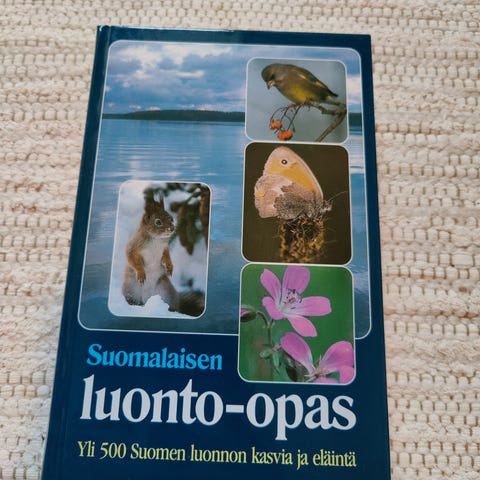 Suomalaisen
luonto-opas
Yli 500 Suomen luonnon kasvia ja eläintä